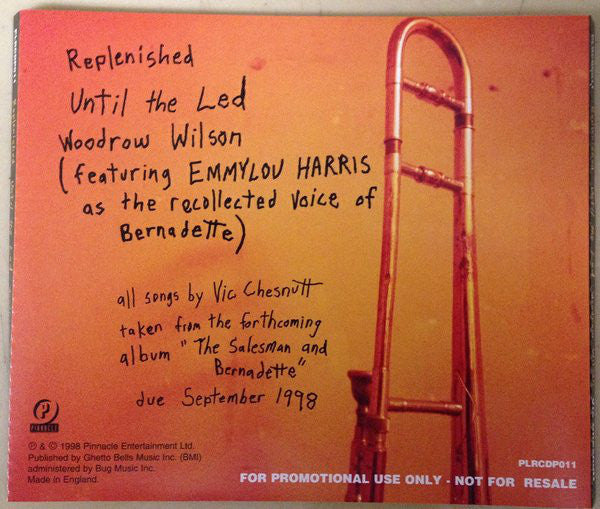 Replenished
Until the Led
Woodrow Wilson
(featuring EMMYLOU HARRIS
as the recollected voice of
Bernadette)
all songs by Vic Chesnutt
taken from the forthcoming
album "The Salesman and
Bernadette"
due September 1998
P
PINNACLE
℗ & © 1998 Pinnacle Entertainment Ltd.
Published by Ghetto Bells Music Inc. (BMI)
administered by Bug Music Inc.
Made in England.
PLRCDP011
FOR PROMOTIONAL USE ONLY - NOT FOR RESALE